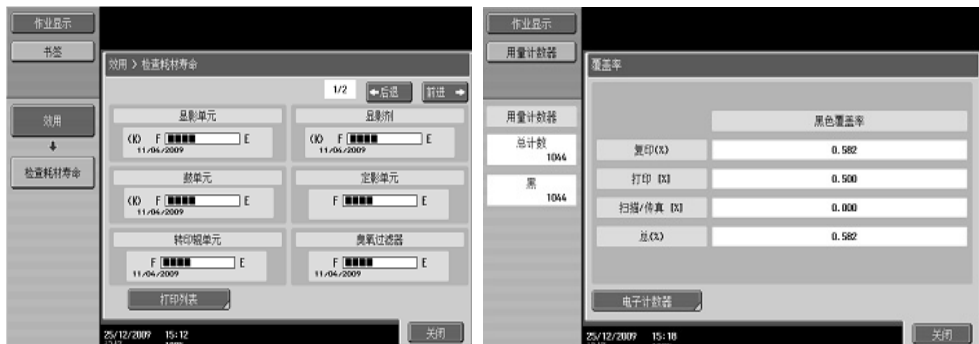 作业显示
书签
效用 > 检查耗材寿命
1/2 ←后退 前进 →
效用
检查耗材寿命
显影单元
(K) F E
11/04/2009
显影剂
(K) F E
11/04/2009
鼓单元
(K) F E
11/04/2009
定影单元
F E
转印辊单元
F E
11/04/2009
臭氧过滤器
F E
11/04/2009
打印列表
25/12/2009 15:12
关闭
作业显示
用量计数器
覆盖率
用量计数器
总计数
1044
黑
1044
黑色覆盖率
复印(%) 0.582
打印 [%] 0.500
扫描/传真 [%] 0.000
总(%) 0.582
电子计数器
25/12/2009 15:18
关闭